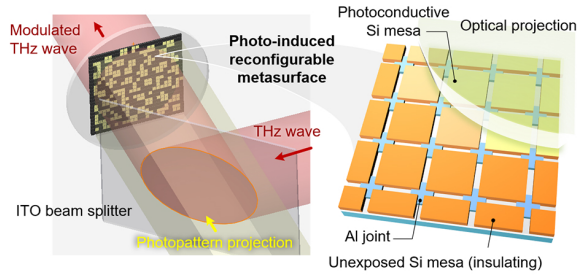 Modulated
THz wave
Photo-induced
reconfigurable
metasurface
THz wave
ITO beam splitter
Photopattern projection
Photoconductive
Si mesa
Optical projection
Al joint
Unexposed Si mesa (insulating)